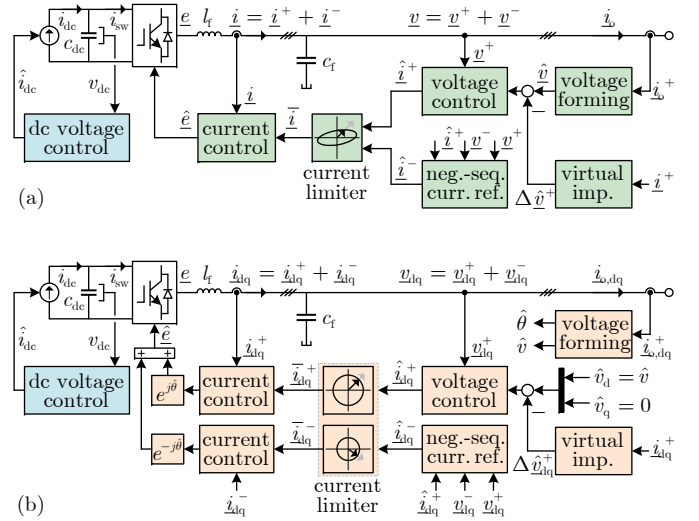 i_dc i_sw e l_f i = i^+ + i^- v = v^+ + v^- i_o
c_dc c_f
î_dc v_dc i î^+ v^+ v̂ i_o^+
dc voltage control
ê current control i̅
current limiter
voltage control
voltage forming
î^+ v^- v^+
î^- neg.-seq. curr. ref.
Δv̂^+ virtual imp. i^+
−
(a)
i_dc i_sw e l_f i_dq = i_dq^+ + i_dq^- v_dq = v_dq^+ + v_dq^- i_o,dq
c_dc c_f
î_dc v_dc ê i_dq^+ v_dq^+ i_o,dq^+
+ +
θ̂
v̂
voltage forming
dc voltage control
e^{jθ̂} current control i̅_dq^+ î_dq^+ voltage control
v̂_d = v̂
v̂_q = 0
−
e^{-jθ̂} current control i̅_dq^- î_dq^- neg.-seq. curr. ref.
Δv̂_dq^+ virtual imp. i_dq^+
current limiter
i_dq^- î_dq^+ v_dq^- v_dq^+
(b)